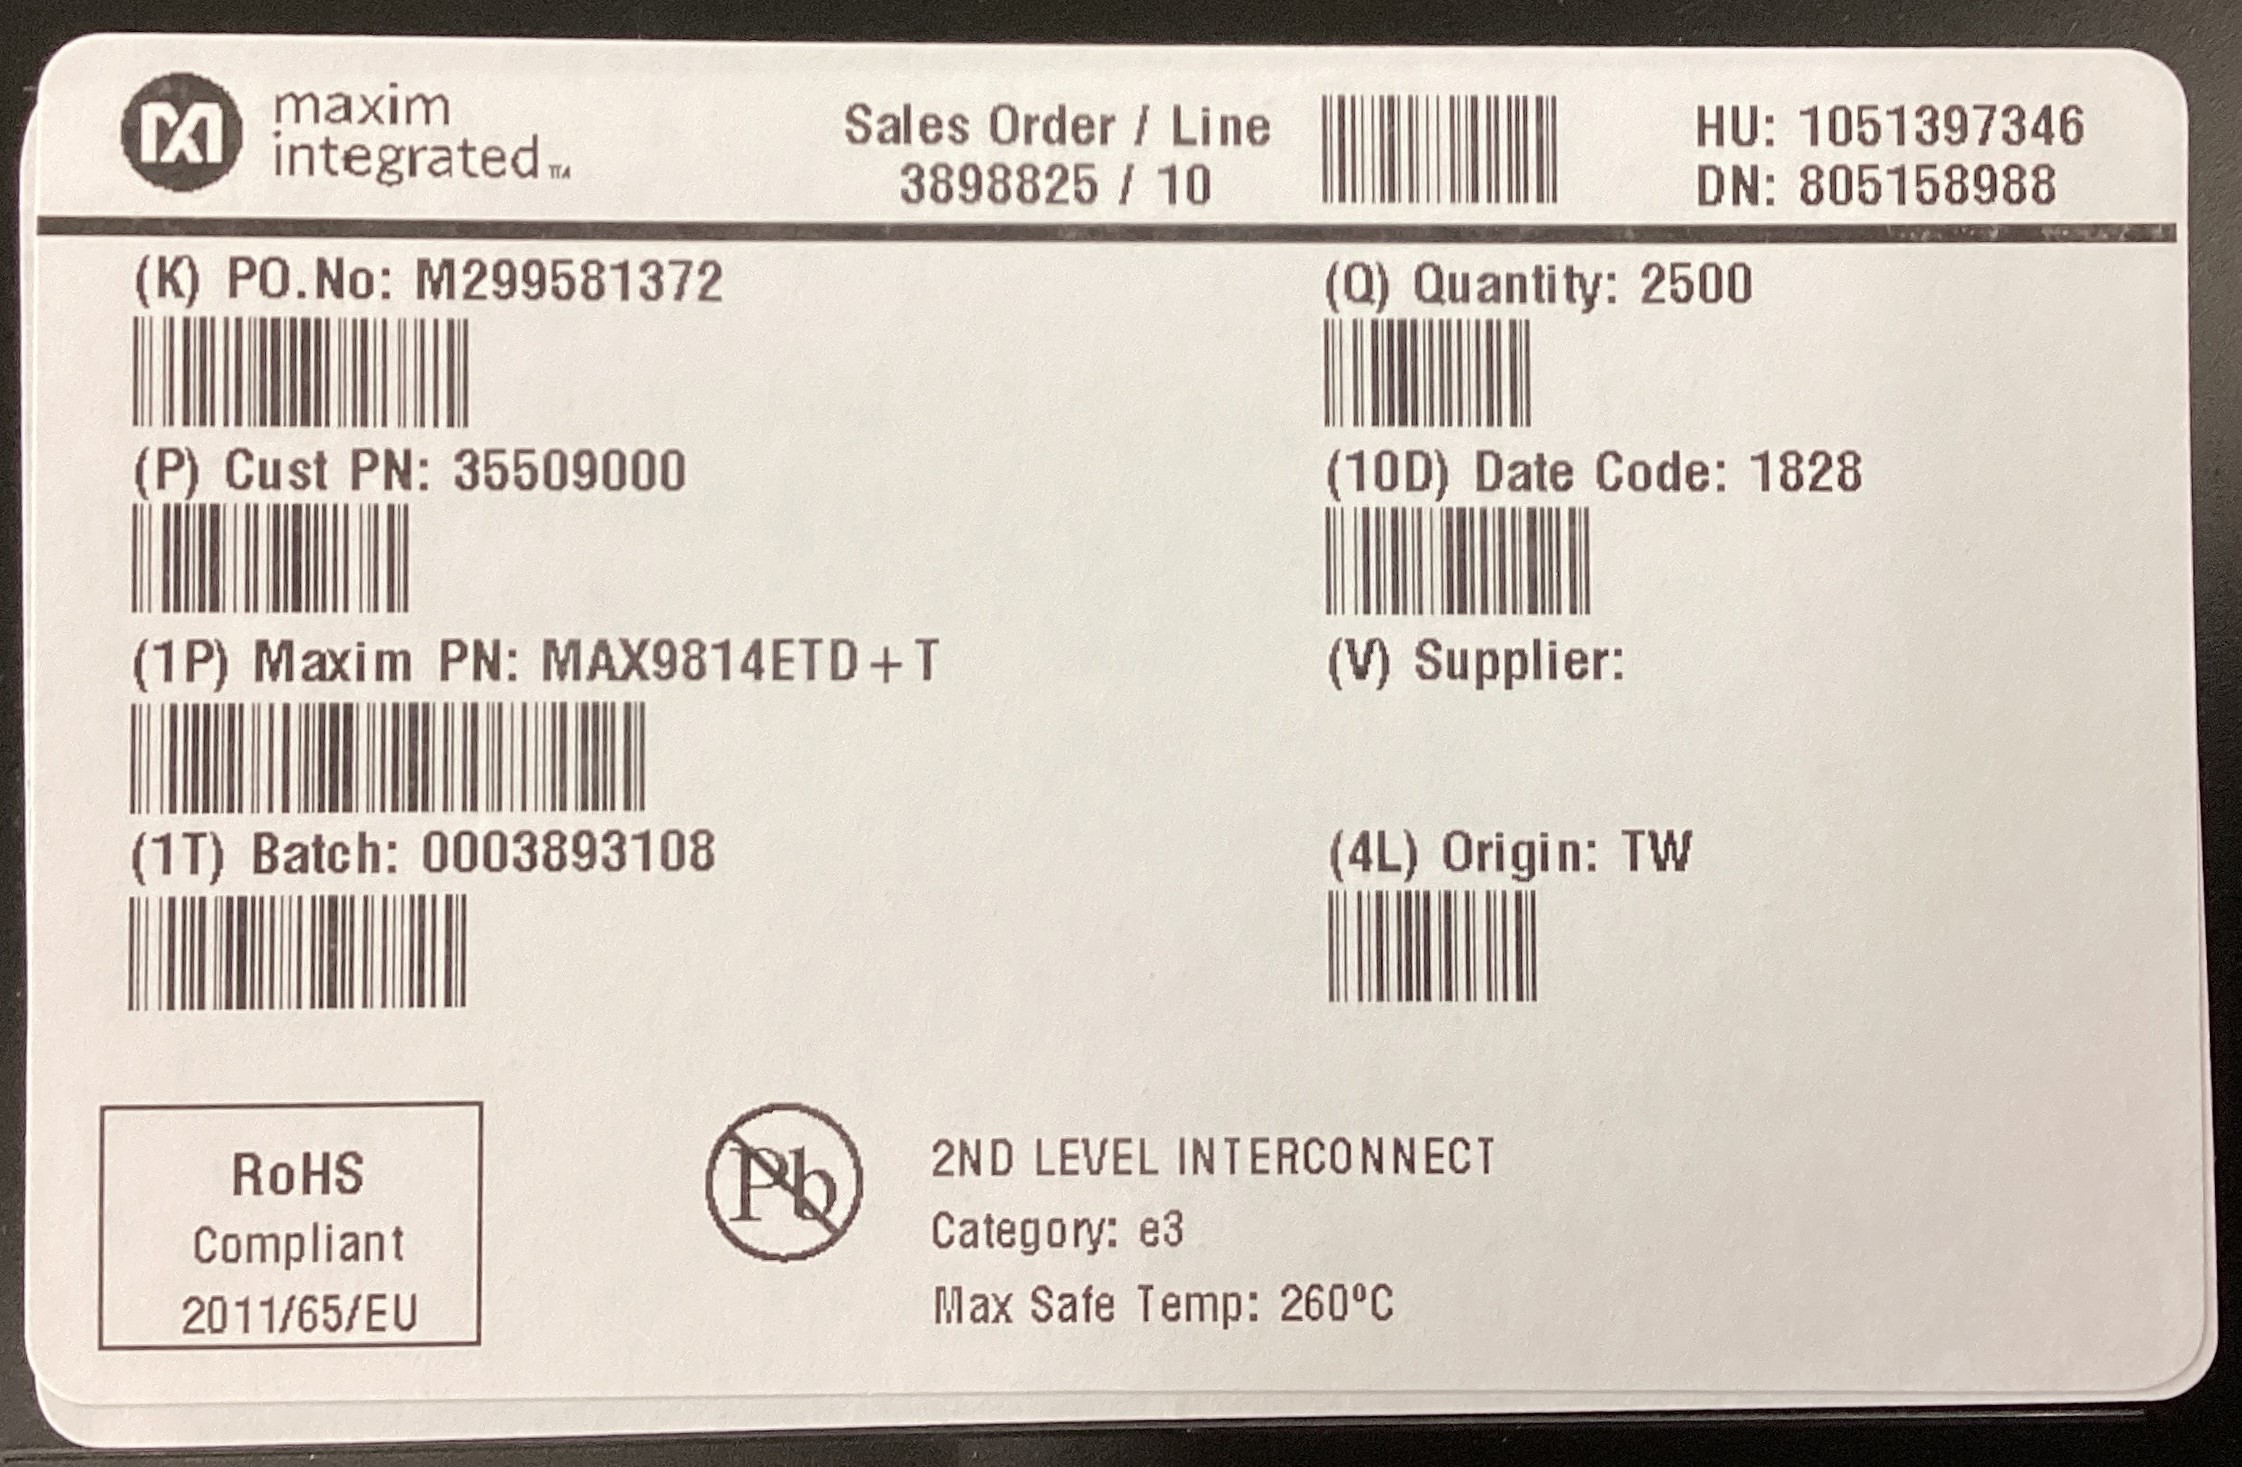 maxim
integrated™
Sales Order / Line
3898825 / 10
HU: 1051397346
DN: 805158988
(K) PO.No: M299581372
(Q) Quantity: 2500
(P) Cust PN: 35509000
(10D) Date Code: 1828
(1P) Maxim PN: MAX9814ETD+T
(V) Supplier:
(1T) Batch: 0003893108
(4L) Origin: TW
RoHS
Compliant
2011/65/EU
Pb
2ND LEVEL INTERCONNECT
Category: e3
Max Safe Temp: 260ºC